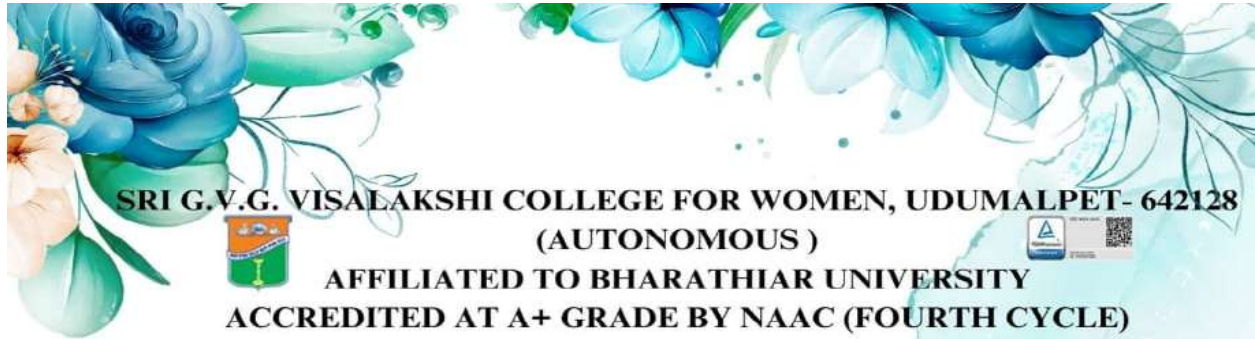 SRI G.V.G. VISALAKSHI COLLEGE FOR WOMEN, UDUMALPET- 642128
(AUTONOMOUS )
AFFILIATED TO BHARATHIAR UNIVERSITY
ACCREDITED AT A+ GRADE BY NAAC (FOURTH CYCLE)